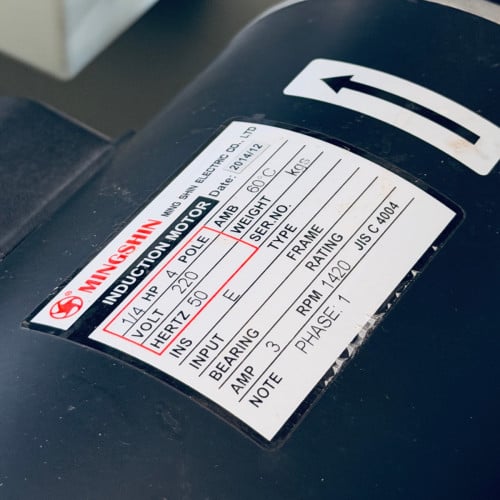 MINGSHIN MING SHIN ELECTRIC CO., LTD
INDUCTION MOTOR Date: 2014/12
1/4 HP 4 POLE AMB 60°C
VOLT 220 WEIGHT kgs
HERTZ 50 SER.NO.
INS E TYPE
INPUT FRAME
BEARING RATING
AMP 3 RPM 1420 JIS C 4004
NOTE PHASE: 1